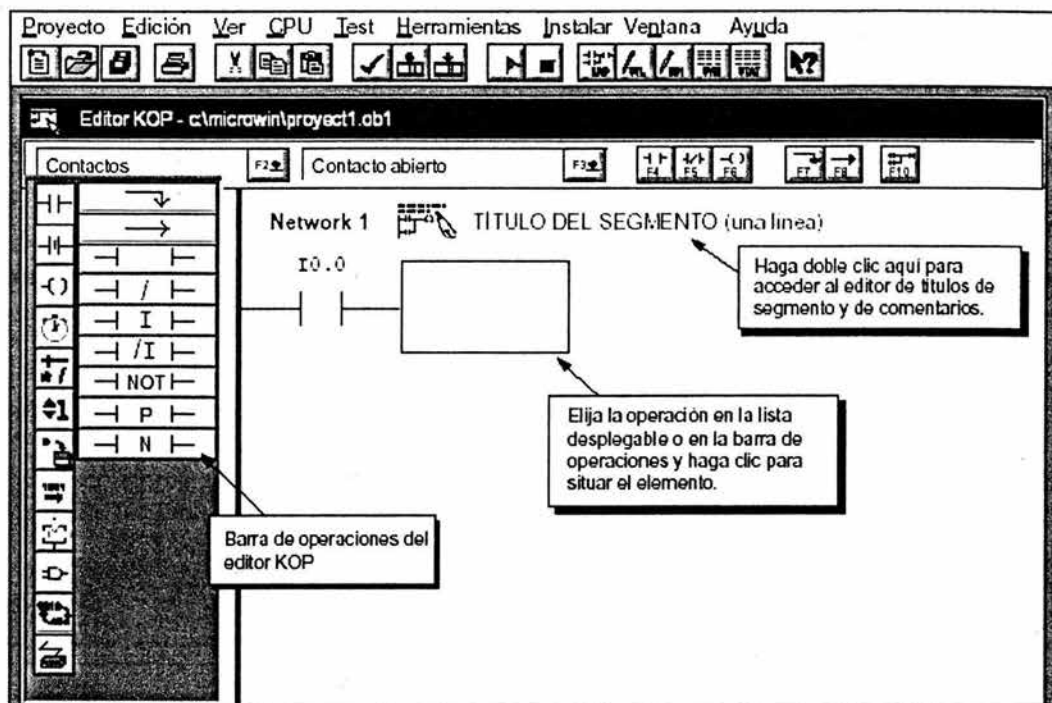 Proyecto Edición Ver CPU Test Herramientas Instalar Ventana Ayuda
Editor KOP - c:\microwin\proyect1.ob1
Contactos F2 Contacto abierto F3 F4 F5 F6 F7 F8 F10
Network 1 TÍTULO DEL SEGMENTO (una linea)
I0.0
Haga doble clic aquí para
acceder al editor de títulos de
segmento y de comentarios.
/
I
/I
NOT
P
N
Elija la operación en la lista
desplegable o en la barra de
operaciones y haga clic para
situar el elemento.
Barra de operaciones del
editor KOP